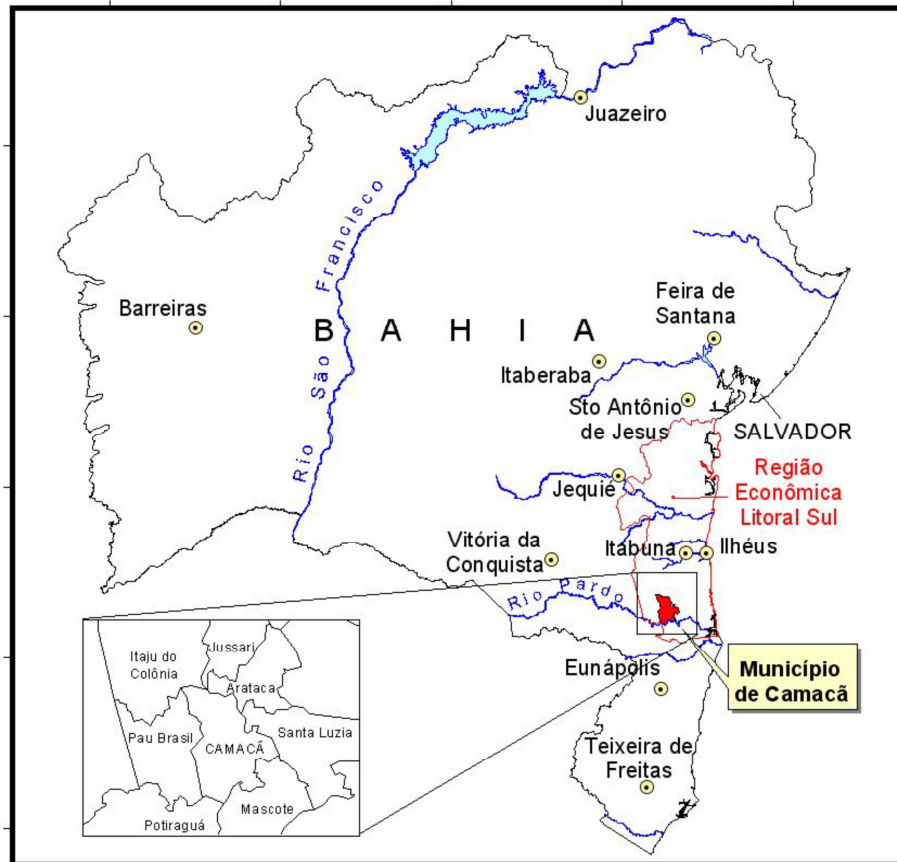 Juazeiro
Rio São Francisco
Barreiras
BAHIA
Feira de
Santana
Itaberaba
Sto Antônio
de Jesus
SALVADOR
Região
Econômica
Litoral Sul
Jequié
Vitória da
Conquista
Itabuna
Ilhéus
Rio Pardo
Eunápolis
Município
de Camacã
Teixeira de
Freitas
Itaju do
Colônia
Jussari
Arataca
Pau Brasil
CAMACÃ
Santa Luzia
Mascote
Potiraguá